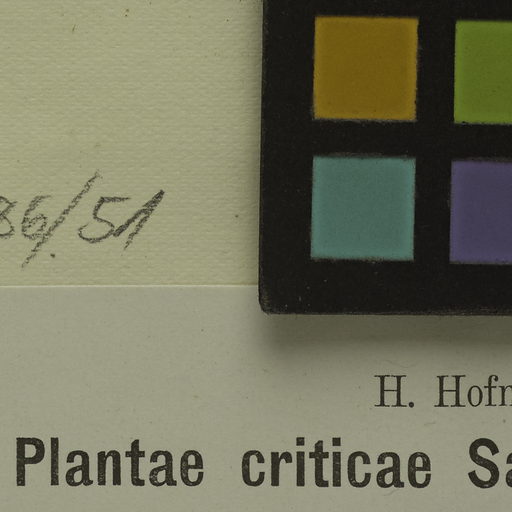 86/51
H. Hofm
Plantae criticae Sa